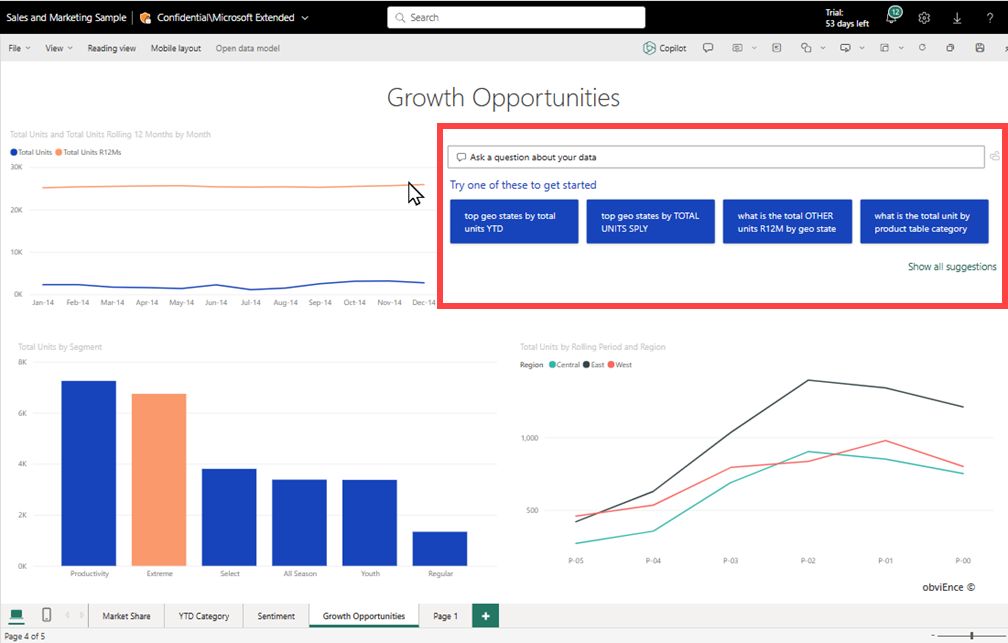 Sales and Marketing Sample
Confidential\Microsoft Extended
Search
Trial:
53 days left
12
?
File
View
Reading view
Mobile layout
Open data model
Copilot
Growth Opportunities
Total Units and Total Units Rolling 12 Months by Month
Total Units
Total Units R12Ms
30K
20K
10K
0K
Jan-14 Feb-14 Mar-14 Apr-14 May-14 Jun-14 Jul-14 Aug-14 Sep-14 Oct-14 Nov-14 Dec-14
Ask a question about your data
Try one of these to get started
top geo states by total
units YTD
top geo states by TOTAL
UNITS SPLY
what is the total OTHER
units R12M by geo state
what is the total unit by
product table category
Show all suggestions
Total Units by Segment
8K
6K
4K
2K
0K
Productivity Extreme Select All Season Youth Regular
Total Units by Rolling Period and Region
Region Central East West
1,000
500
P-05 P-04 P-03 P-02 P-01 P-00
obviEnce ©
Market Share
YTD Category
Sentiment
Growth Opportunities
Page 1
+
Page 4 of 5